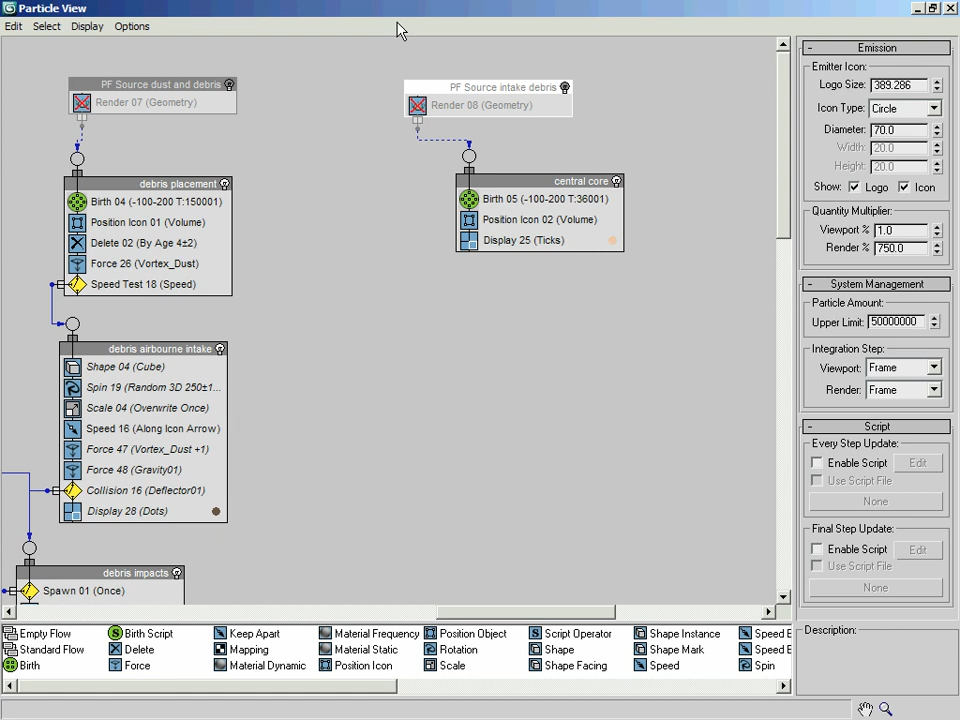 Particle View
Edit Select Display Options
PF Source dust and debris
Render 07 (Geometry)
PF Source intake debris
Render 08 (Geometry)
debris placement
Birth 04 (-100-200 T:150001)
Position Icon 01 (Volume)
Delete 02 (By Age 4±2)
Force 26 (Vortex_Dust)
Speed Test 18 (Speed)
central core
Birth 05 (-100-200 T:36001)
Position Icon 02 (Volume)
Display 25 (Ticks)
debris airbourne intake
Shape 04 (Cube)
Spin 19 (Random 3D 250±1...
Scale 04 (Overwrite Once)
Speed 16 (Along Icon Arrow)
Force 47 (Vortex_Dust +1)
Force 48 (Gravity01)
Collision 16 (Deflector01)
Display 28 (Dots)
debris impacts
Spawn 01 (Once)
- Emission
Emitter Icon:
Logo Size: 389.286
Icon Type: Circle
Diameter: 70.0
Width: 20.0
Height: 20.0
Show: Logo Icon
Quantity Multiplier:
Viewport % 1.0
Render % 750.0
- System Management
Particle Amount:
Upper Limit: 50000000
Integration Step:
Viewport: Frame
Render: Frame
- Script
Every Step Update:
Enable Script Edit
Use Script File
None
Final Step Update:
Enable Script Edit
Use Script File
None
Description:
Empty Flow Birth Script Keep Apart Material Frequency Position Object Script Operator Shape Instance Speed B
Standard Flow Delete Mapping Material Static Rotation Shape Shape Mark Speed B
Birth Force Material Dynamic Position Icon Scale Shape Facing Speed Spin